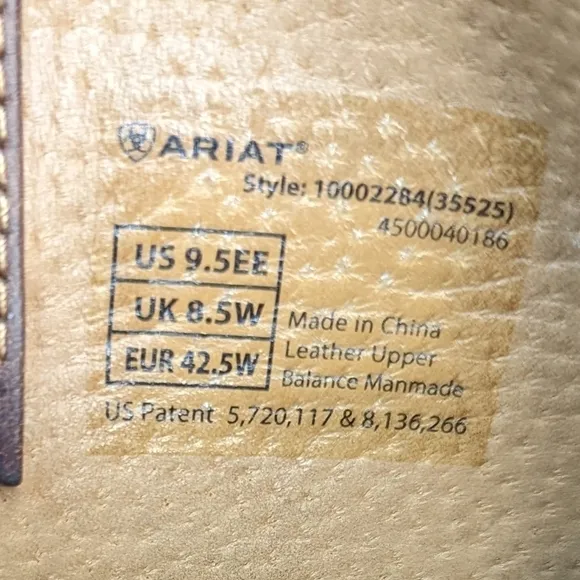 ARIAT®
Style: 10002284(35525)
4500040186
US 9.5EE
UK 8.5W
EUR 42.5W
Made in China
Leather Upper
Balance Manmade
US Patent 5,720,117 & 8,136,266